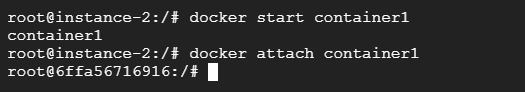 root@instance-2:/# docker start container1
container1
root@instance-2:/# docker attach container1
root@6ffa56716916:/#